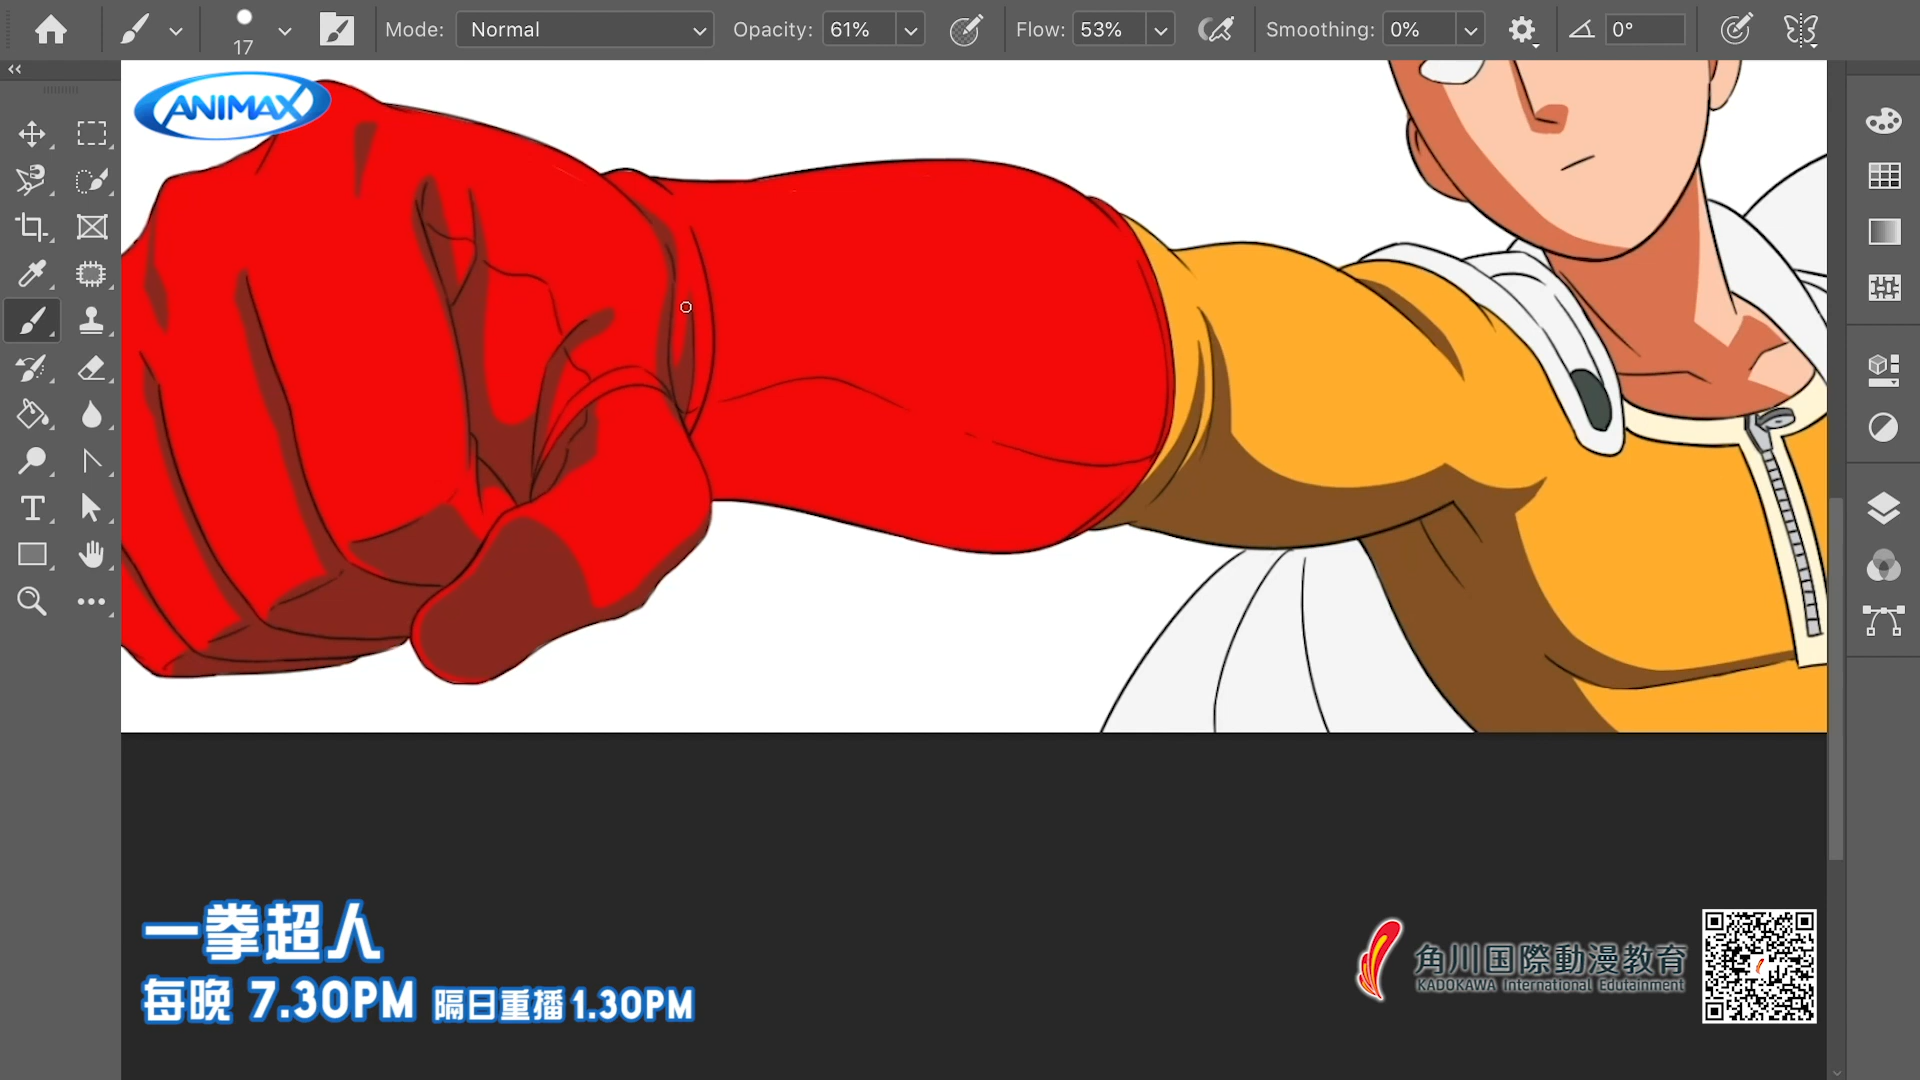 17
Mode: Normal Opacity: 61% Flow: 53% Smoothing: 0% 0°
ANIMAX
一拳超人
每晚 7.30PM 隔日重播 1.30PM
角川国際動漫教育
KADOKAWA International Edutainment